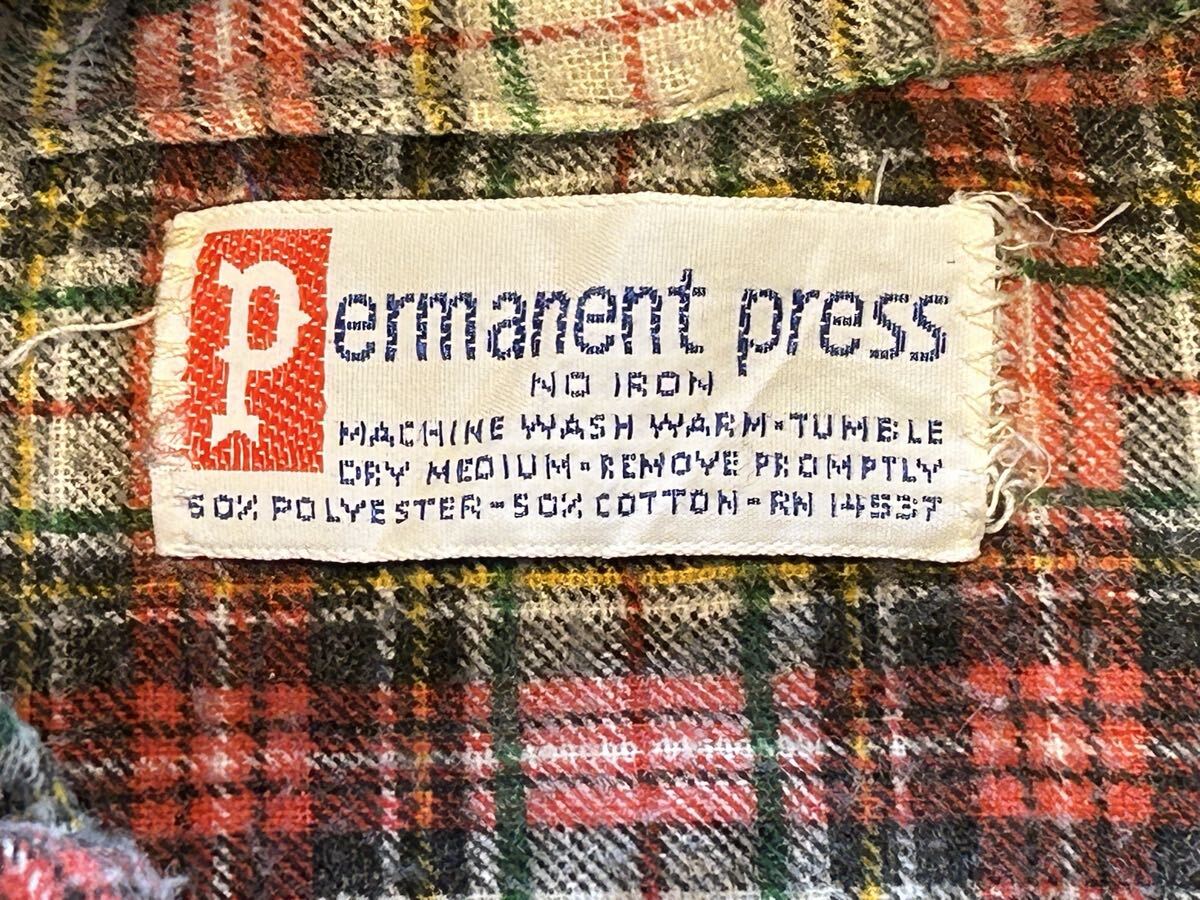 permanent press
NO IRON
MACHINE WASH WARM-TUMBLE
DRY MEDIUM-REMOVE PROMPTLY
50% POLYESTER-50% COTTON-RN 14537